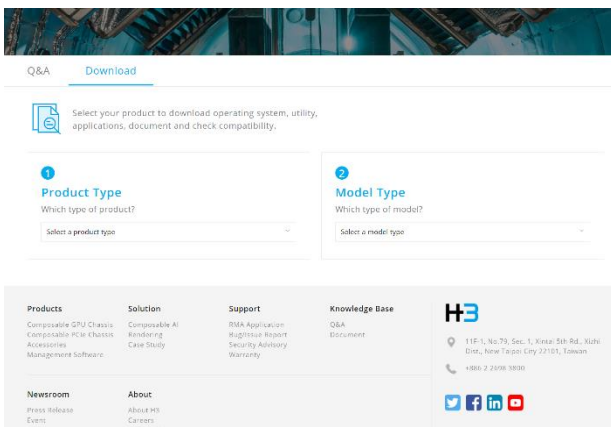 Q&A
Download
Select your product to download operating system, utility,
applications, document and check compatibility.
1
Product Type
Which type of product?
Select a product type
2
Model Type
Which type of model?
Select a model type
Products
Composable GPU Chassis
Composable PCIe Chassis
Accessories
Management Software
Solution
Composable AI
Rendering
Case Study
Support
RMA Application
Bug/Issue Report
Security Advisory
Warranty
Knowledge Base
Q&A
Document
H3
11F-1, No.79, Sec. 1, Xintai 5th Rd., Xizhi
Dist., New Taipei City 22101, Taiwan
+886 2 2698 3800
Newsroom
Press Release
Event
About
About H3
Careers